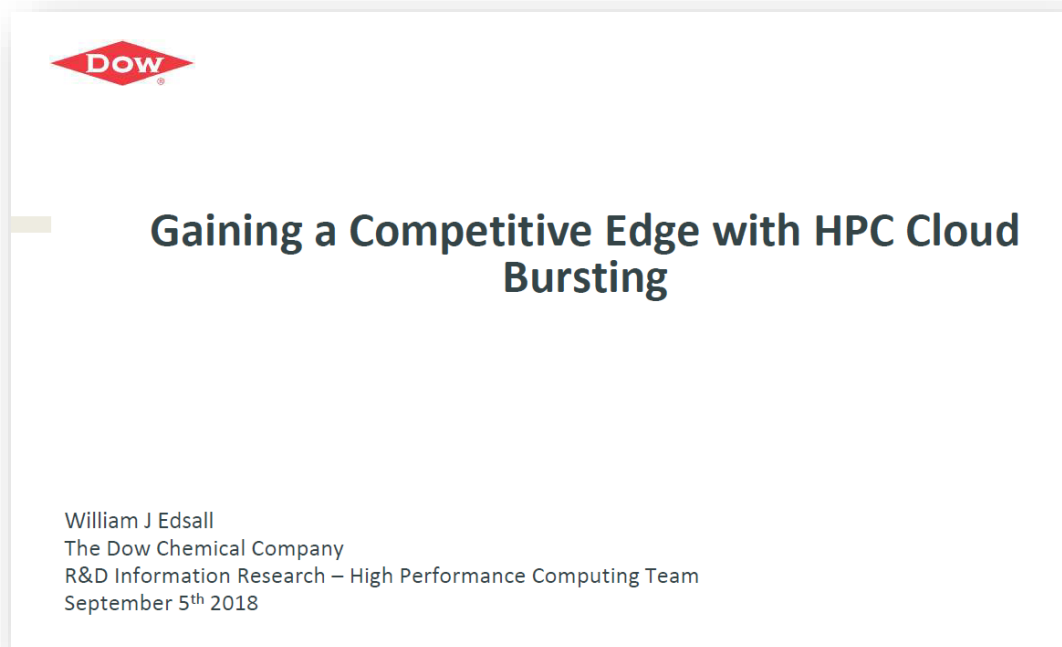 DOW
®
Gaining a Competitive Edge with HPC Cloud
Bursting
William J Edsall
The Dow Chemical Company
R&D Information Research – High Performance Computing Team
September 5th 2018